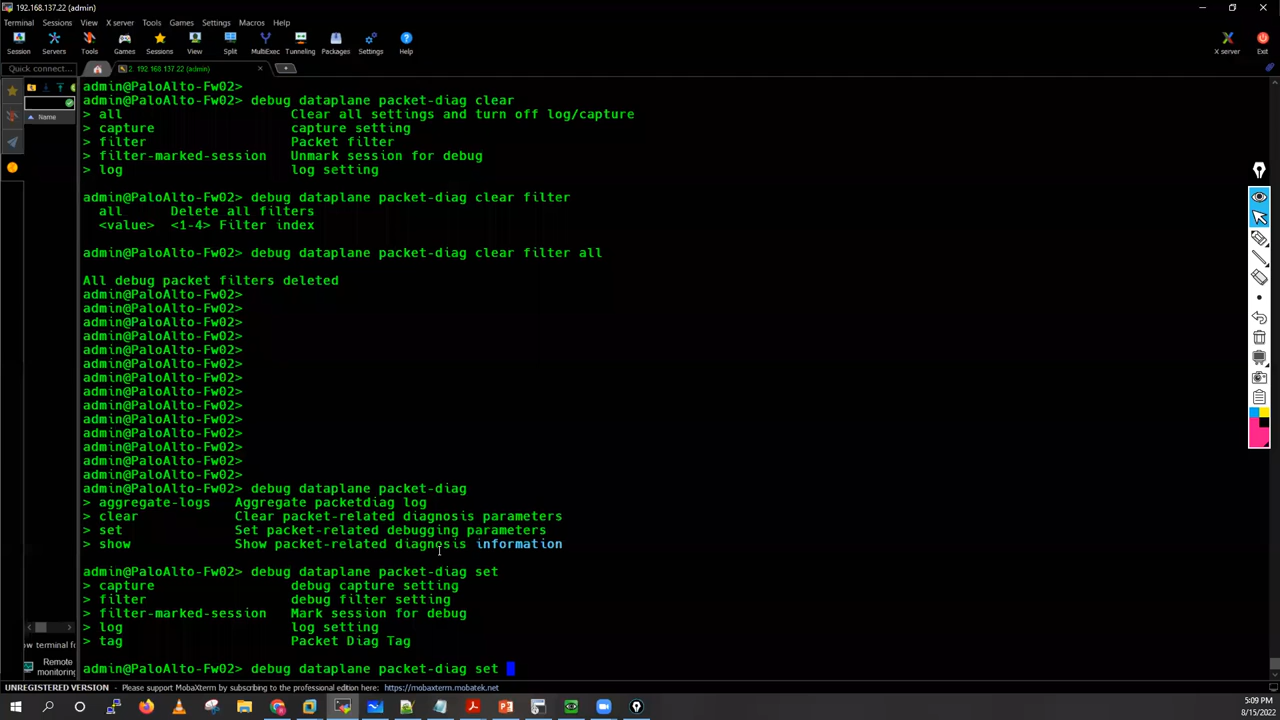 192.168.137.22 (admin)
Terminal Sessions View X server Tools Games Settings Macros Help
Session Servers Tools Games Sessions View Split MultiExec Tunneling Packages Settings Help X server Exit
Quick connect...
2. 192.168.137.22 (admin)
Name
admin@PaloAlto-Fw02>
admin@PaloAlto-Fw02> debug dataplane packet-diag clear
> all Clear all settings and turn off log/capture
> capture capture setting
> filter Packet filter
> filter-marked-session Unmark session for debug
> log log setting
admin@PaloAlto-Fw02> debug dataplane packet-diag clear filter
all Delete all filters
<value> <1-4> Filter index
admin@PaloAlto-Fw02> debug dataplane packet-diag clear filter all
All debug packet filters deleted
admin@PaloAlto-Fw02>
admin@PaloAlto-Fw02>
admin@PaloAlto-Fw02>
admin@PaloAlto-Fw02>
admin@PaloAlto-Fw02>
admin@PaloAlto-Fw02>
admin@PaloAlto-Fw02>
admin@PaloAlto-Fw02>
admin@PaloAlto-Fw02>
admin@PaloAlto-Fw02>
admin@PaloAlto-Fw02>
admin@PaloAlto-Fw02>
admin@PaloAlto-Fw02>
admin@PaloAlto-Fw02>
admin@PaloAlto-Fw02> debug dataplane packet-diag
> aggregate-logs Aggregate packetdiag log
> clear Clear packet-related diagnosis parameters
> set Set packet-related debugging parameters
> show Show packet-related diagnosis information
admin@PaloAlto-Fw02> debug dataplane packet-diag set
> capture debug capture setting
> filter debug filter setting
> filter-marked-session Mark session for debug
> log log setting
> tag Packet Diag Tag
admin@PaloAlto-Fw02> debug dataplane packet-diag set
ow terminal fo
Remote
monitoring
UNREGISTERED VERSION - Please support MobaXterm by subscribing to the professional edition here: https://mobaxterm.mobatek.net
5:09 PM
8/15/2022